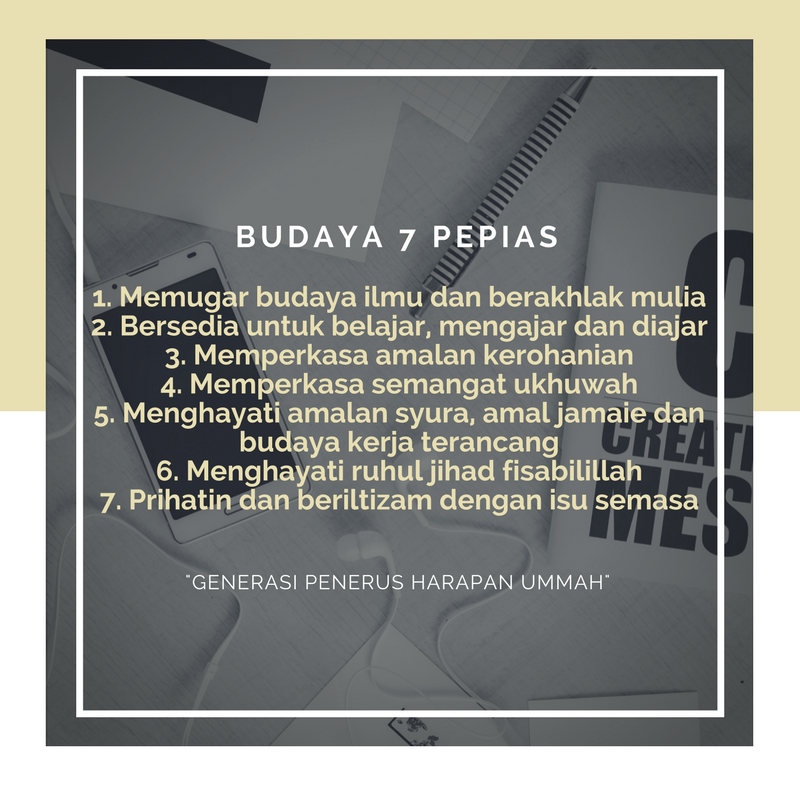 BUDAYA 7 PEPIAS
1. Memugar budaya ilmu dan berakhlak mulia
2. Bersedia untuk belajar, mengajar dan diajar
3. Memperkasa amalan kerohanian
4. Memperkasa semangat ukhuwah
5. Menghayati amalan syura, amal jamaie dan
budaya kerja terancang
6. Menghayati ruhul jihad fisabilillah
7. Prihatin dan beriltizam dengan isu semasa
"GENERASI PENERUS HARAPAN UMMAH"
C
CREATI
MES